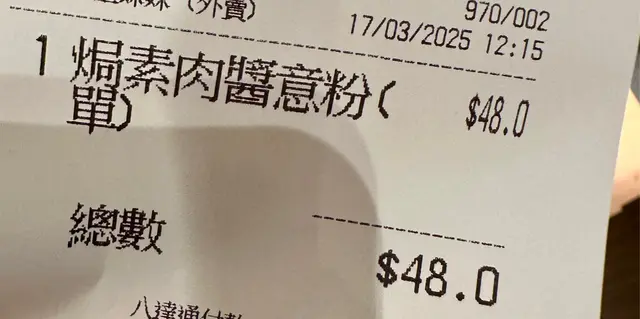 (外賣)
970/002
17/03/2025 12:15
1 焗素肉醬意粉( $48.0
單)
總數
$48.0
八達通付款